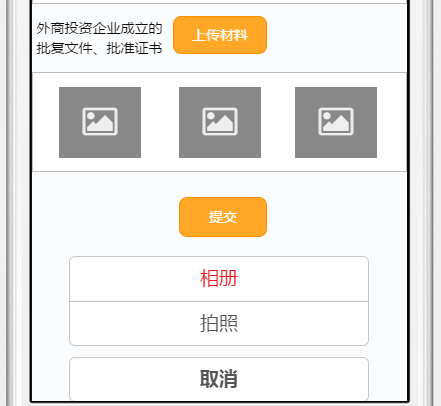 外商投资企业成立的
批复文件、批准证书
上传材料
提交
相册
拍照
取消